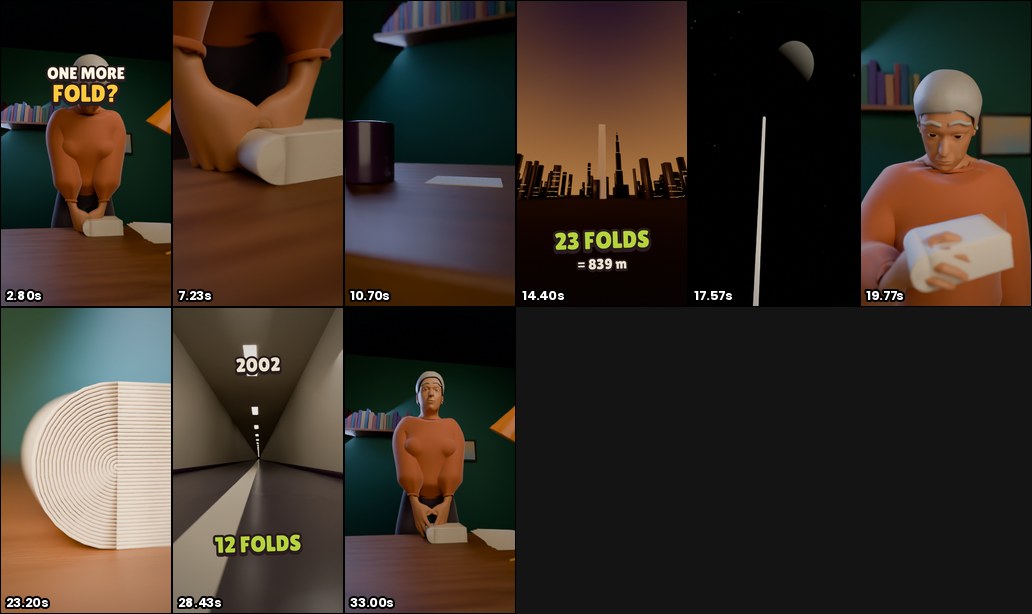 ONE MORE
FOLD?
2.80s
7.23s
10.70s
23 FOLDS
= 839 m
14.40s
17.57s
19.77s
23.20s
2002
12 FOLDS
28.43s
33.00s